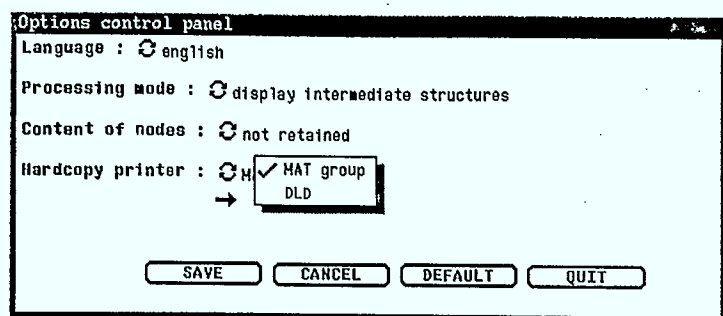 Options control panel
Language : english
Processing mode : display intermediate structures
Content of nodes : not retained
Hardcopy printer : M ✓ MAT group
DLD
SAVE CANCEL DEFAULT QUIT